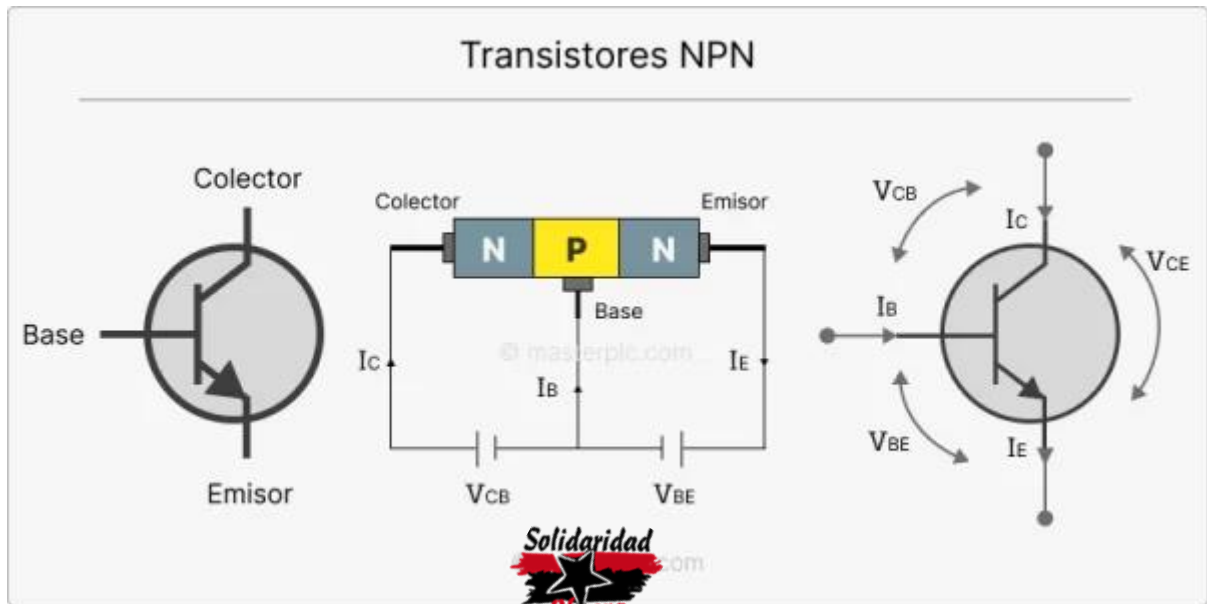 Transistores NPN
Colector
Base
Emisor
Colector
Emisor
N P N
Base
© masterplc.com
IC
IB
IE
VCB
VBE
VCB
IC
VCE
IB
VBE
IE
Solidaridad
com